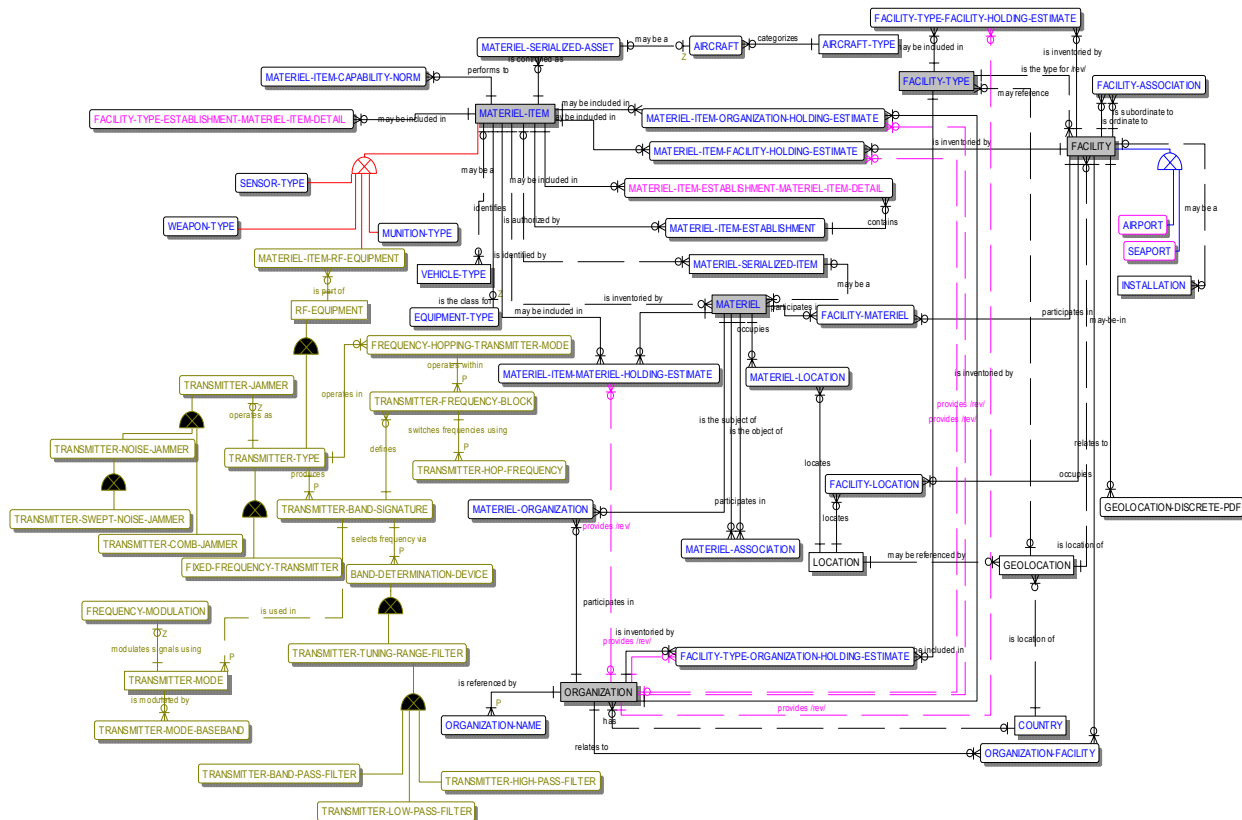 FACILITY-TYPE-FACILITY-HOLDING-ESTIMATE
may be a
categorizes
MATERIEL-SERIALIZED-ASSET
AIRCRAFT
AIRCRAFT-TYPE
may be included in
is inventoried by
is controlled as
Z
MATERIEL-ITEM-CAPABILITY-NORM
performs to
is the type for /rev/
FACILITY-TYPE
may reference
FACILITY-ASSOCIATION
may be included in
is subordinate to
is ordinate to
FACILITY-TYPE-ESTABLISHMENT-MATERIEL-ITEM-DETAIL
may be included in
MATERIEL-ITEM
may be included in
MATERIEL-ITEM-ORGANIZATION-HOLDING-ESTIMATE
MATERIEL-ITEM-FACILITY-HOLDING-ESTIMATE
is inventoried by
FACILITY
may be a
may be included in
SENSOR-TYPE
MATERIEL-ITEM-ESTABLISHMENT-MATERIEL-ITEM-DETAIL
identifies
may be a
WEAPON-TYPE
MUNITION-TYPE
is authorized by
MATERIEL-ITEM-ESTABLISHMENT
contains
AIRPORT
SEAPORT
MATERIEL-ITEM-RF-EQUIPMENT
is identified by
VEHICLE-TYPE
MATERIEL-SERIALIZED-ITEM
may be a
INSTALLATION
is part of
Z
RF-EQUIPMENT
is the class for
is inventoried by
MATERIEL
participates in
EQUIPMENT-TYPE
may be included in
occupies
FACILITY-MATERIEL
participates in
may-be-in
FREQUENCY-HOPPING-TRANSMITTER-MODE
operates within
MATERIEL-ITEM-MATERIEL-HOLDING-ESTIMATE
MATERIEL-LOCATION
is inventoried by
TRANSMITTER-JAMMER
P
operates in
TRANSMITTER-FREQUENCY-BLOCK
Z
operates as
provides /rev/
provides /rev/
is the subject of
is the object of
switches frequencies using
defines
P
TRANSMITTER-NOISE-JAMMER
TRANSMITTER-TYPE
TRANSMITTER-HOP-FREQUENCY
relates to
locates
produces
P
occupies
FACILITY-LOCATION
TRANSMITTER-SWEPT-NOISE-JAMMER
TRANSMITTER-BAND-SIGNATURE
MATERIEL-ORGANIZATION
participates in
GEOLOCATION-DISCRETE-PDF
provides /rev/
locates
TRANSMITTER-COMB-JAMMER
selects frequency via
P
MATERIEL-ASSOCIATION
is location of
FIXED-FREQUENCY-TRANSMITTER
BAND-DETERMINATION-DEVICE
LOCATION
may be referenced by
GEOLOCATION
FREQUENCY-MODULATION
is used in
participates in
Z
is inventoried by
provides /rev/
is location of
modulates signals using
P
TRANSMITTER-TUNING-RANGE-FILTER
FACILITY-TYPE-ORGANIZATION-HOLDING-ESTIMATE
TRANSMITTER-MODE
is referenced by
ORGANIZATION
is modulated by
P
provides /rev/
has
TRANSMITTER-MODE-BASEBAND
ORGANIZATION-NAME
COUNTRY
relates to
ORGANIZATION-FACILITY
TRANSMITTER-BAND-PASS-FILTER
TRANSMITTER-HIGH-PASS-FILTER
TRANSMITTER-LOW-PASS-FILTER